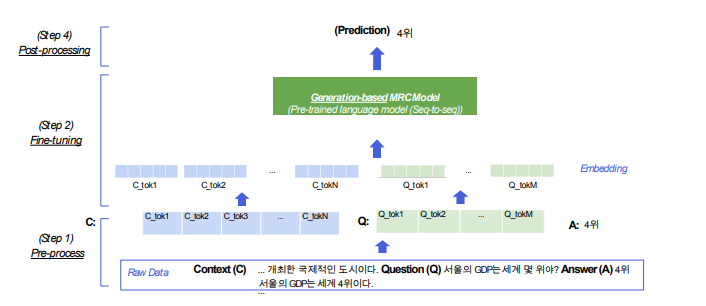 (Step 4)
Post-processing
(Prediction) 4위
Generation-based MRC Model
(Pre-trained language model (Seq-to-seq))
(Step 2)
Fine-tuning
... ...
Embedding
C_tok1 C_tok2 C_tokN Q_tok1 Q_tokM
C: C_tok1 C_tok2 C_tok3 ... C_tokN Q: Q_tok1 Q_tok2 ... Q_tokM A: 4위
(Step 1)
Pre-process
Raw Data Context (C) ... 개최한 국제적인 도시이다. Question (Q) 서울의 GDP는 세계 몇 위야? Answer (A) 4위
서울의 GDP는 세계 4위이다.
...